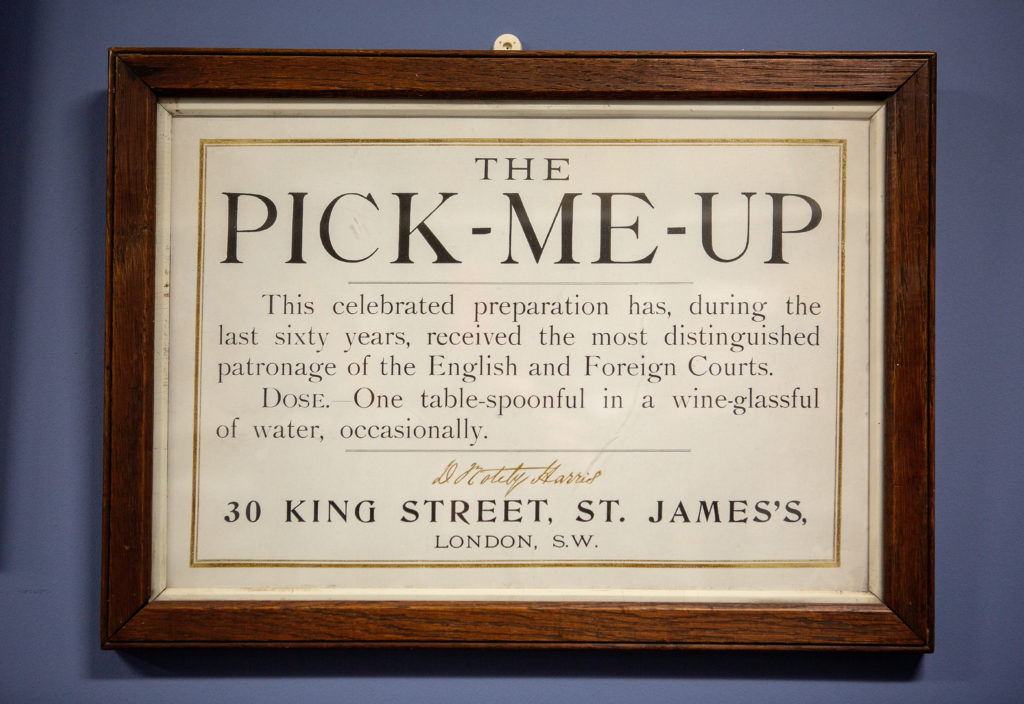 THE
PICK-ME-UP
This celebrated preparation has, during the
last sixty years, received the most distinguished
patronage of the English and Foreign Courts.
DOSE.—One table-spoonful in a wine-glassful
of water, occasionally.
D Harris
30 KING STREET, ST. JAMES'S,
LONDON, S.W.